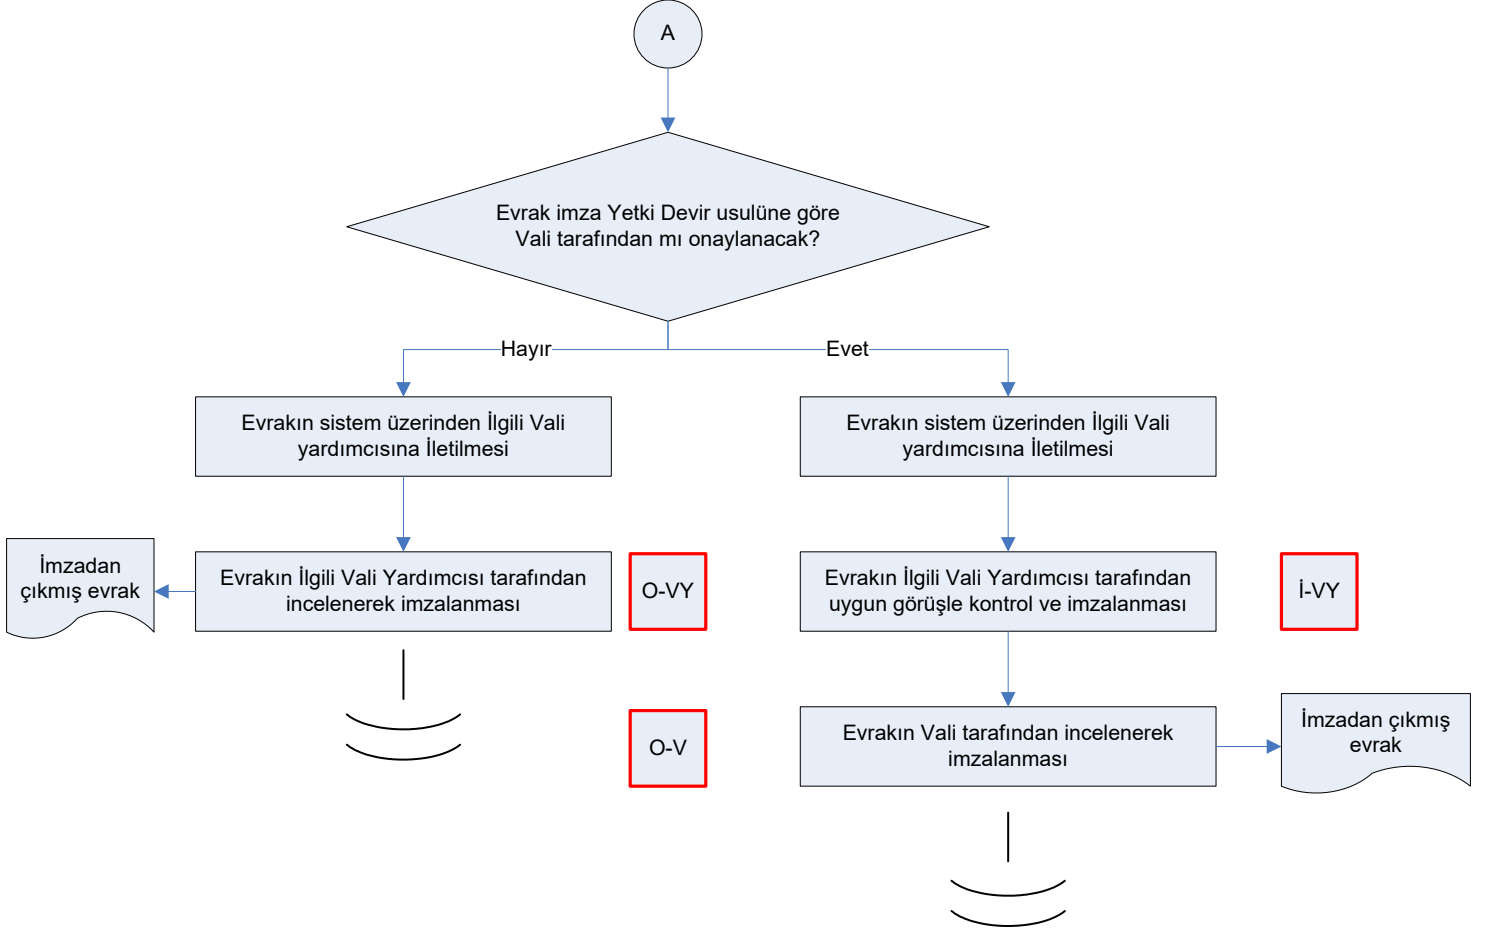 A
Evrak imza Yetki Devir usulüne göre
Vali tarafından mı onaylanacak?
Hayır
Evet
Evrakın sistem üzerinden İlgili Vali
yardımcısına İletilmesi
Evrakın sistem üzerinden İlgili Vali
yardımcısına İletilmesi
İmzadan
çıkmış evrak
Evrakın İlgili Vali Yardımcısı tarafından
incelenerek imzalanması
O-VY
Evrakın İlgili Vali Yardımcısı tarafından
uygun görüşle kontrol ve imzalanması
İ-VY
O-V
Evrakın Vali tarafından incelenerek
imzalanması
İmzadan çıkmış
evrak